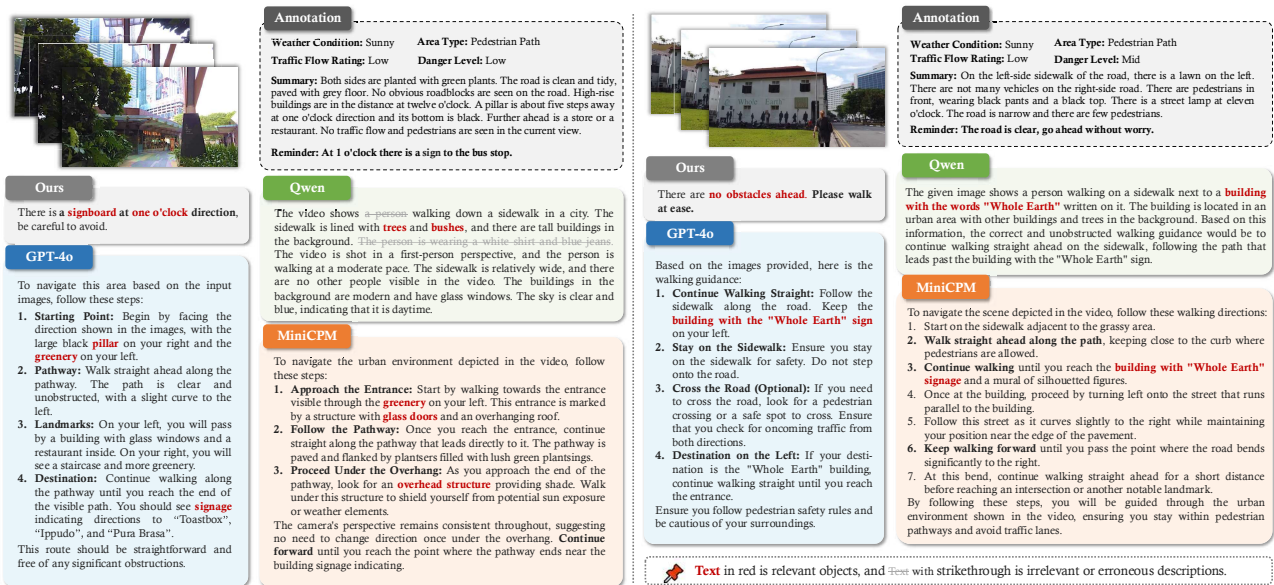 Annotation
Weather Condition: Sunny Area Type: Pedestrian Path
Traffic Flow Rating: Low Danger Level: Low
Summary: Both sides are planted with green plants. The road is clean and tidy,
paved with grey floor. No obvious roadblocks are seen on the road. High-rise
buildings are in the distance at twelve o'clock. A pillar is about five steps away
at one o'clock direction and its bottom is black. Further ahead is a store or a
restaurant. No traffic flow and pedestrians are seen in the current view.
Reminder: At 1 o'clock there is a sign to the bus stop.
Ours
There is a signboard at one o'clock direction,
be careful to avoid.
GPT-4o
To navigate this area based on the input
images, follow these steps:
1. Starting Point: Begin by facing the
direction shown in the images, with the
large black pillar on your right and the
greenery on your left.
2. Pathway: Walk straight ahead along the
pathway. The path is clear and
unobstructed, with a slight curve to the
left.
3. Landmarks: On your left, you will pass
by a building with glass windows and a
restaurant inside. On your right, you will
see a staircase and more greenery.
4. Destination: Continue walking along
the pathway until you reach the end of
the visible path. You should see signage
indicating directions to “Toastbox”,
“Ippudo”, and “Pura Brasa”.
This route should be straightforward and
free of any significant obstructions.
Qwen
The video shows a person walking down a sidewalk in a city. The
sidewalk is lined with trees and bushes, and there are tall buildings in
the background. The person is wearing a white shirt and blue jeans.
The video is shot in a first-person perspective, and the person is
walking at a moderate pace. The sidewalk is relatively wide, and there
are no other people visible in the video. The buildings in the
background are modern and have glass windows. The sky is clear and
blue, indicating that it is daytime.
MiniCPM
To navigate the urban environment depicted in the video, follow
these steps:
1. Approach the Entrance: Start by walking towards the entrance
visible through the greenery on your left. This entrance is marked
by a structure with glass doors and an overhanging roof.
2. Follow the Pathway: Once you reach the entrance, continue
straight along the pathway that leads directly to it. The pathway is
paved and flanked by plantsers filled with lush green plantsings.
3. Proceed Under the Overhang: As you approach the end of the
pathway, look for an overhead structure providing shade. Walk
under this structure to shield yourself from potential sun exposure
or weather elements.
The camera's perspective remains consistent throughout, suggesting
no need to change direction once under the overhang. Continue
forward until you reach the point where the pathway ends near the
building signage indicating.
Whole Earth
Annotation
Weather Condition: Sunny Area Type: Pedestrian Path
Traffic Flow Rating: Low Danger Level: Mid
Summary: On the left-side sidewalk of the road, there is a lawn on the left.
There are not many vehicles on the right-side road. There are pedestrians in
front, wearing black pants and a black top. There is a street lamp at eleven
o'clock. The road is narrow and there are few pedestrians.
Reminder: The road is clear, go ahead without worry.
Ours
There are no obstacles ahead. Please walk
at ease.
GPT-4o
Based on the images provided, here is the
walking guidance:
1. Continue Walking Straight: Follow the
sidewalk along the road. Keep the
building with the "Whole Earth" sign
on your left.
2. Stay on the Sidewalk: Ensure you stay
on the sidewalk for safety. Do not step
onto the road.
3. Cross the Road (Optional): If you need
to cross the road, look for a pedestrian
crossing or a safe spot to cross. Ensure
that you check for oncoming traffic from
both directions.
4. Destination on the Left: If your desti-
nation is the "Whole Earth" building,
continue walking straight until you reach
the entrance.
Ensure you follow pedestrian safety rules and
be cautious of your surroundings.
Qwen
The given image shows a person walking on a sidewalk next to a building
with the words "Whole Earth" written on it. The building is located in an
urban area with other buildings and trees in the background. Based on this
information, the correct and unobstructed walking guidance would be to
continue walking straight ahead on the sidewalk, following the path that
leads past the building with the "Whole Earth" sign.
MiniCPM
To navigate the scene depicted in the video, follow these walking directions:
1. Start on the sidewalk adjacent to the grassy area.
2. Walk straight ahead along the path, keeping close to the curb where
pedestrians are allowed.
3. Continue walking until you reach the building with "Whole Earth"
signage and a mural of silhouetted figures.
4. Once at the building, proceed by turning left onto the street that runs
parallel to the building.
5. Follow this street as it curves slightly to the right while maintaining
your position near the edge of the pavement.
6. Keep walking forward until you pass the point where the road bends
significantly to the right.
7. At this bend, continue walking straight ahead for a short distance
before reaching an intersection or another notable landmark.
By following these steps, you will be guided through the urban
environment shown in the video, ensuring you stay within pedestrian
pathways and avoid traffic lanes.
Text in red is relevant objects, and Text with strikethrough is irrelevant or erroneous descriptions.